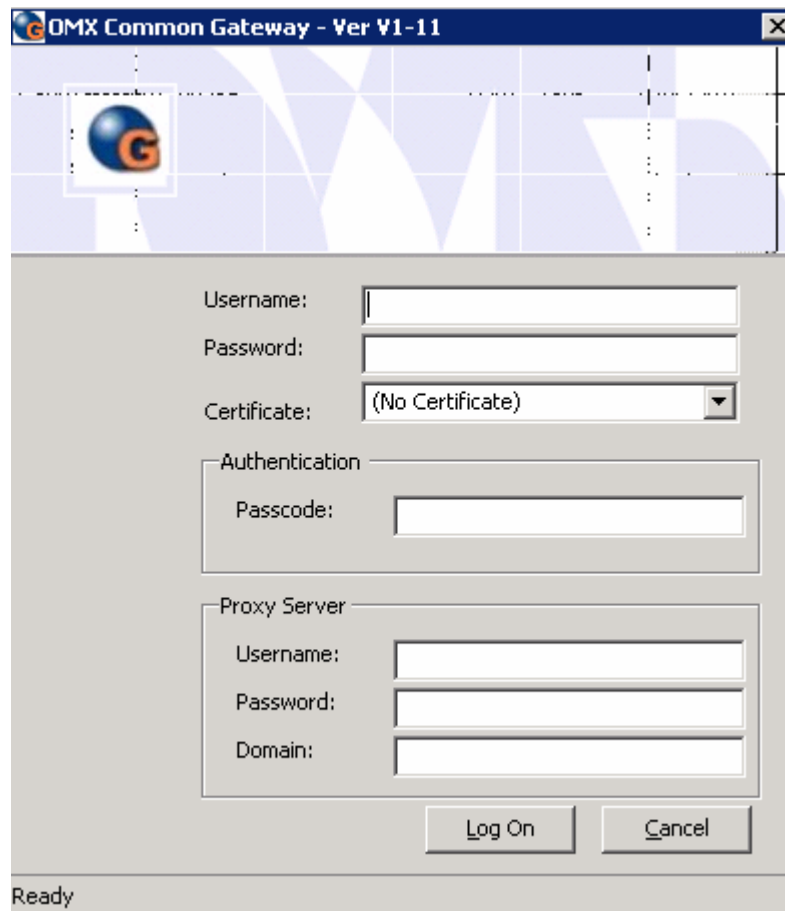 OMX Common Gateway - Ver V1-11
G
Username:
Password:
Certificate: (No Certificate)
Authentication
Passcode:
Proxy Server
Username:
Password:
Domain:
Log On Cancel
Ready